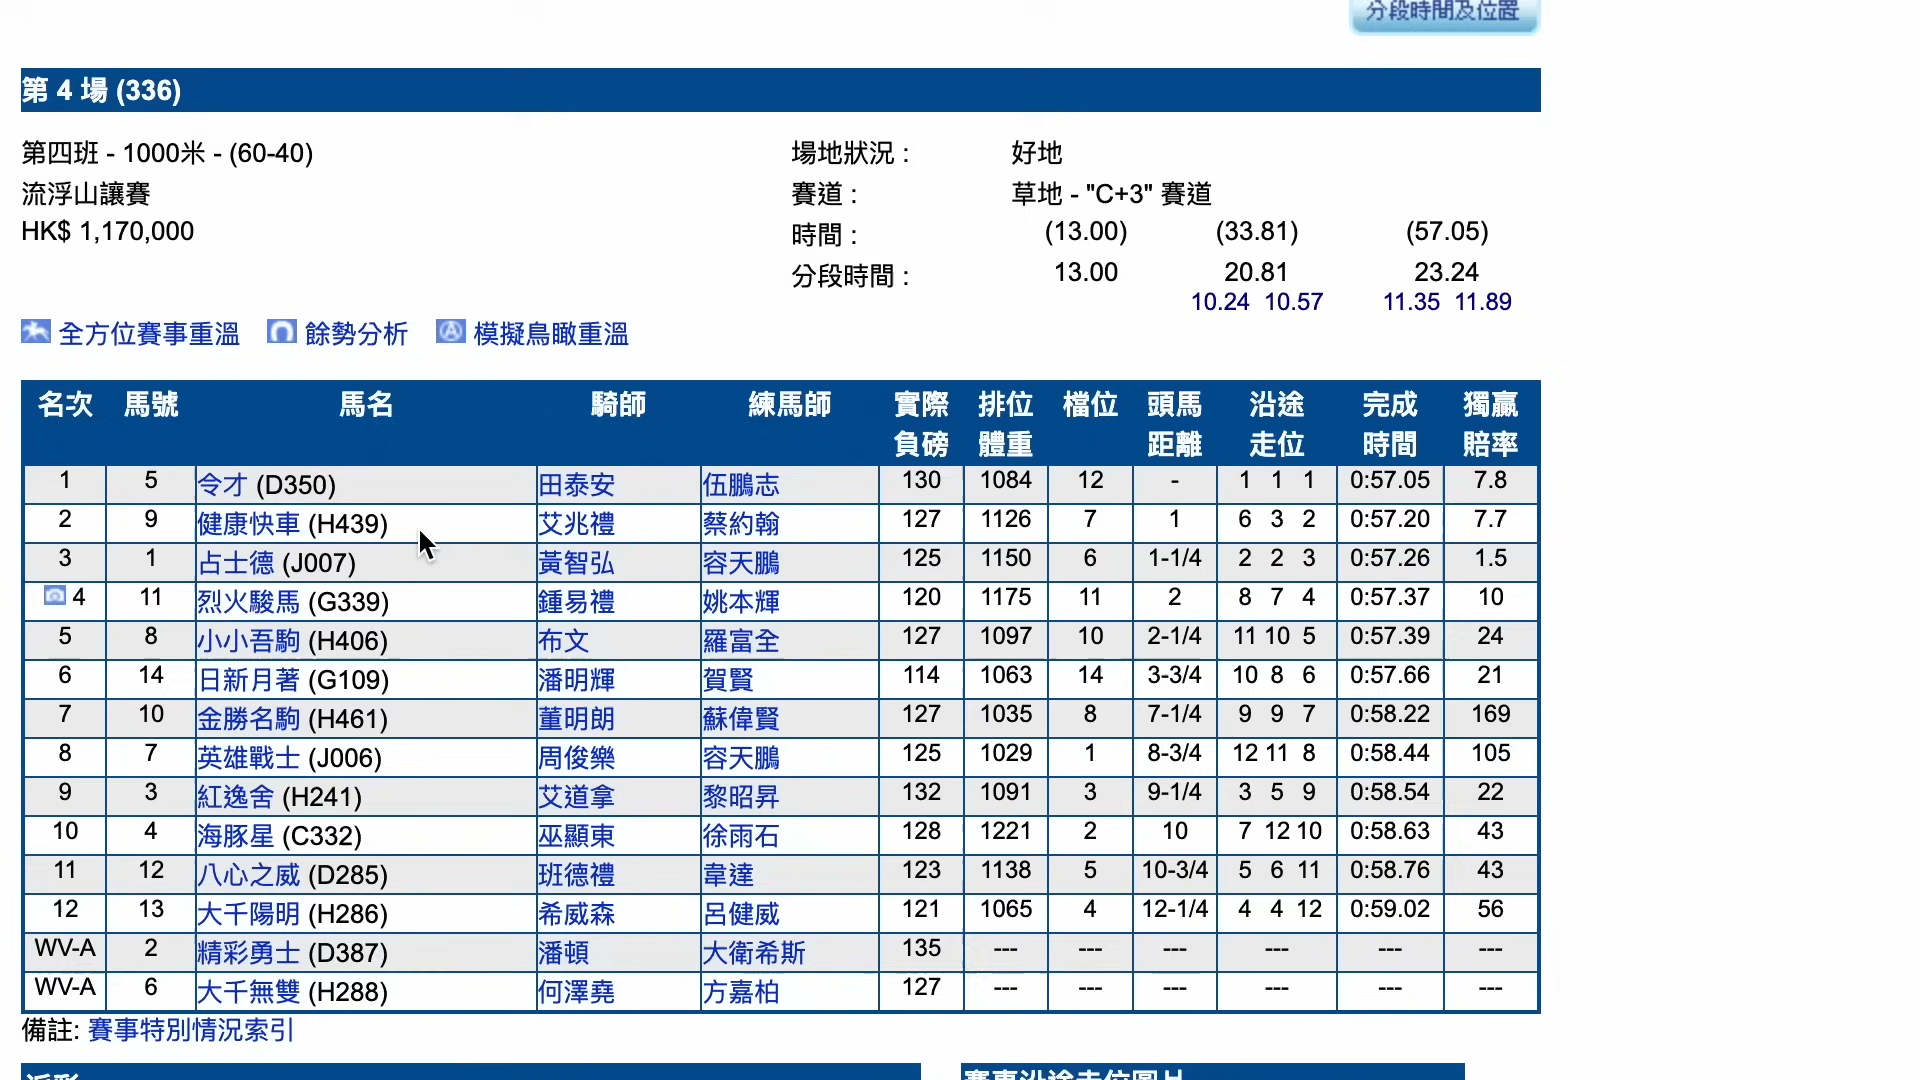 分段時間及位置
第 4 場 (336)
第四班 - 1000米 - (60-40) 場地狀況 : 好地
流浮山讓賽 賽道 : 草地 - "C+3" 賽道
HK$ 1,170,000 時間 : (13.00) (33.81) (57.05)
分段時間 : 13.00 20.81 23.24
10.24 10.57 11.35 11.89
全方位賽事重溫 餘勢分析 模擬鳥瞰重溫
名次 馬號 馬名 騎師 練馬師 實際 排位 檔位 頭馬 沿途 完成 獨贏
負磅 體重 距離 走位 時間 賠率
1 5 令才 (D350) 田泰安 伍鵬志 130 1084 12 - 1 1 1 0:57.05 7.8
2 9 健康快車 (H439) 艾兆禮 蔡約翰 127 1126 7 1 6 3 2 0:57.20 7.7
3 1 占士德 (J007) 黃智弘 容天鵬 125 1150 6 1-1/4 2 2 3 0:57.26 1.5
4 11 烈火駿馬 (G339) 鍾易禮 姚本輝 120 1175 11 2 8 7 4 0:57.37 10
5 8 小小吾駒 (H406) 布文 羅富全 127 1097 10 2-1/4 11 10 5 0:57.39 24
6 14 日新月著 (G109) 潘明輝 賀賢 114 1063 14 3-3/4 10 8 6 0:57.66 21
7 10 金勝名駒 (H461) 董明朗 蘇偉賢 127 1035 8 7-1/4 9 9 7 0:58.22 169
8 7 英雄戰士 (J006) 周俊樂 容天鵬 125 1029 1 8-3/4 12 11 8 0:58.44 105
9 3 紅逸舍 (H241) 艾道拿 黎昭昇 132 1091 3 9-1/4 3 5 9 0:58.54 22
10 4 海豚星 (C332) 巫顯東 徐雨石 128 1221 2 10 7 12 10 0:58.63 43
11 12 八心之威 (D285) 班德禮 韋達 123 1138 5 10-3/4 5 6 11 0:58.76 43
12 13 大千陽明 (H286) 希威森 呂健威 121 1065 4 12-1/4 4 4 12 0:59.02 56
WV-A 2 精彩勇士 (D387) 潘頓 大衛希斯 135 --- --- --- --- --- ---
WV-A 6 大千無雙 (H288) 何澤堯 方嘉柏 127 --- --- --- --- --- ---
備註: 賽事特別情況索引
派彩 賽事沿途走位圖片